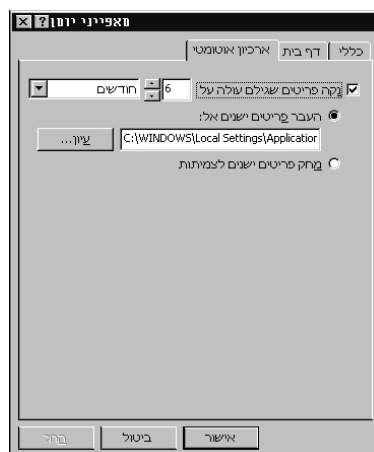 מאפייני יומן
כללי דף בית ארכיון אוטומטי
נקה פריטים שגילם עולה על 6 חודשים
העבר פריטים ישנים אל:
C:\WINDOWS\Local Settings\Application עיון...
מחק פריטים ישנים לצמיתות
אישור ביטול החל